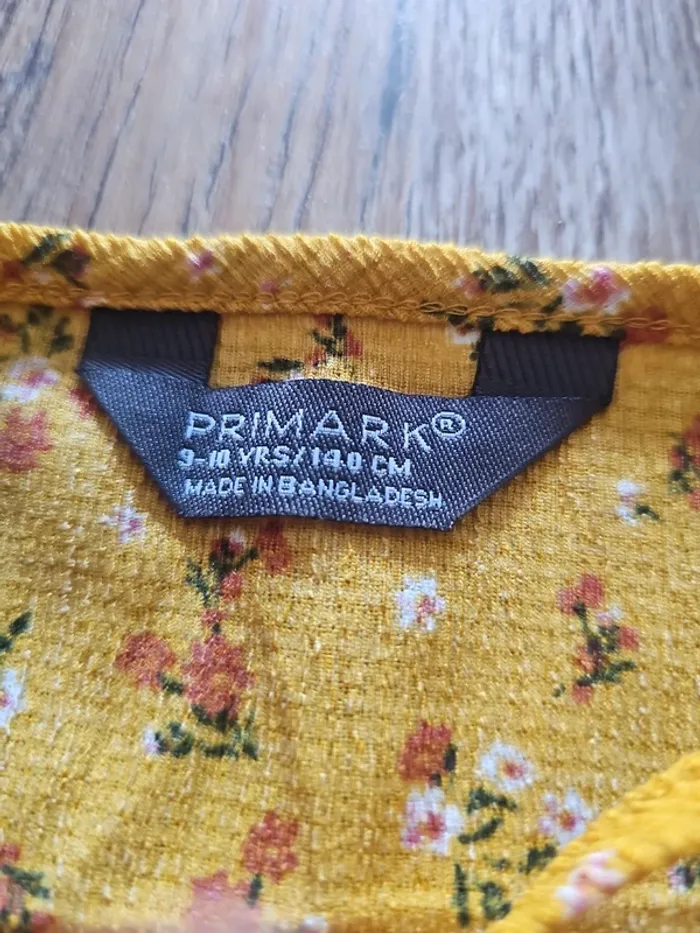 PRIMARK®
9-10 YRS/140 CM
MADE IN BANGLADESH